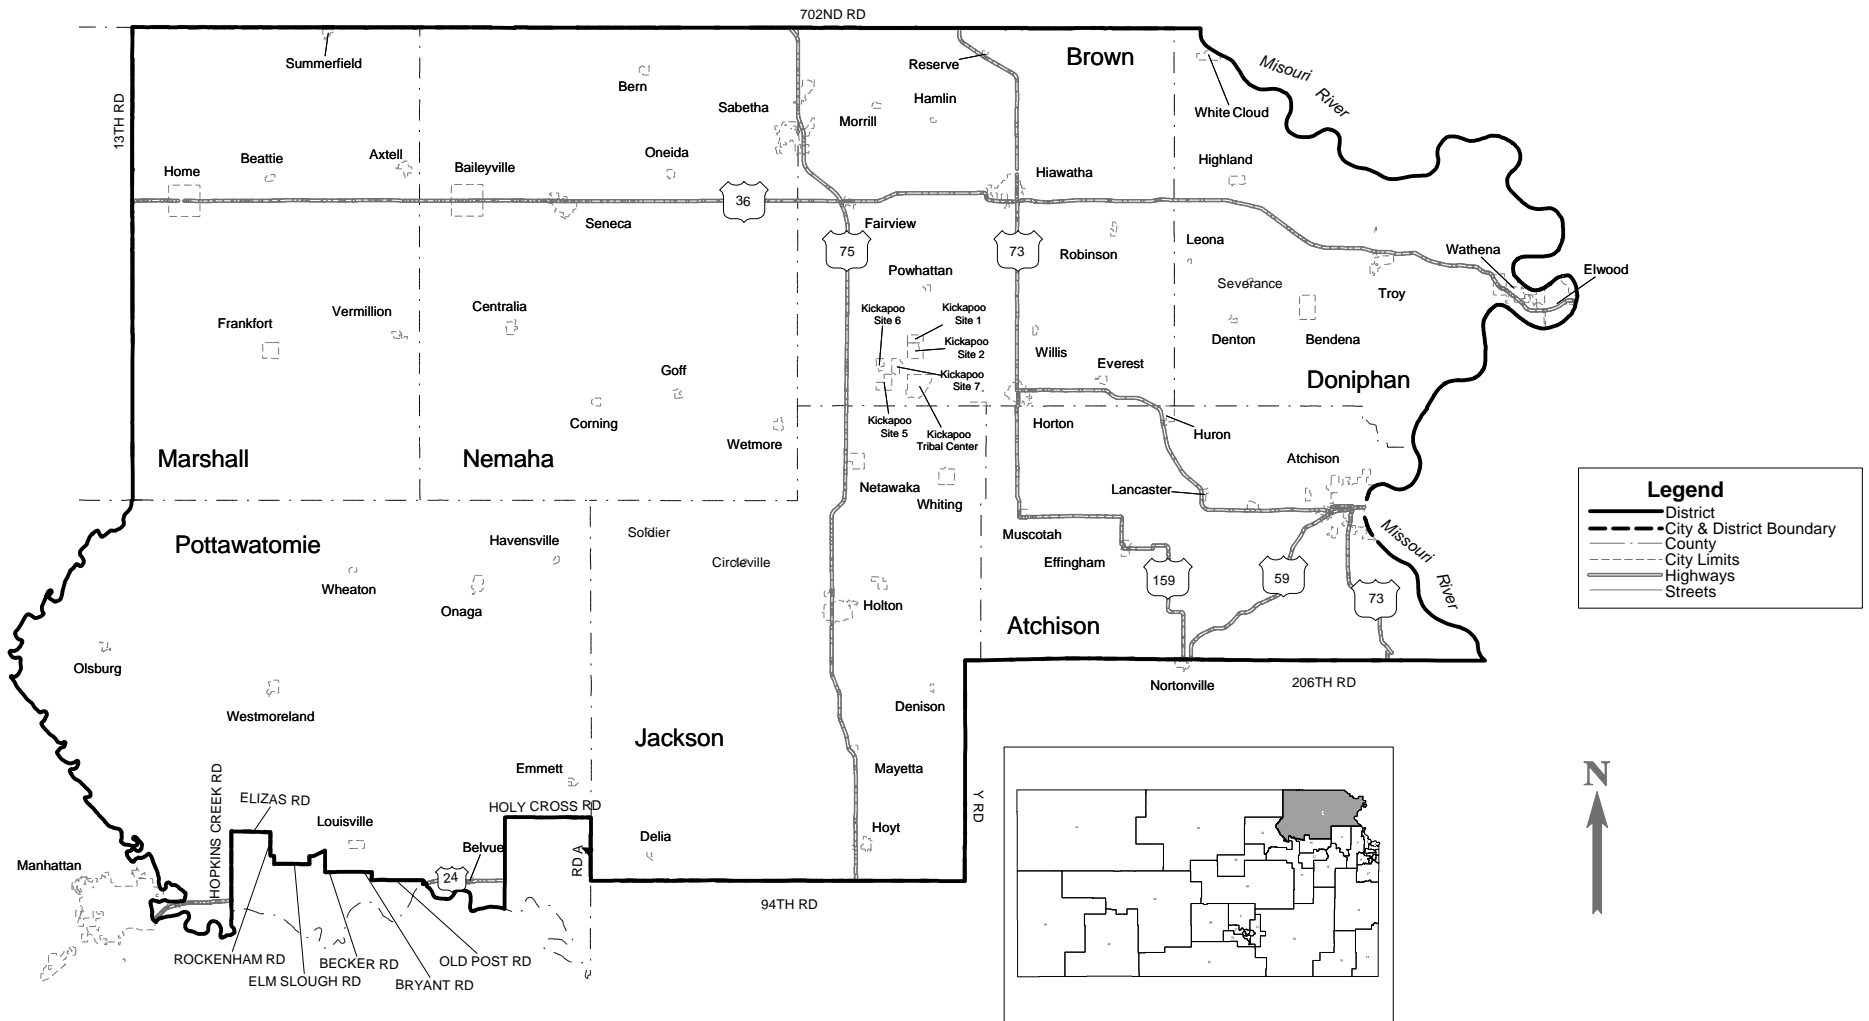 702ND RD
Summerfield
Reserve
Brown
Misouri
River
Bern
Sabetha
Morrill
Hamlin
White Cloud
13TH RD
Home
Beattie
Axtell
Baileyville
Oneida
Hiawatha
Highland
36
Seneca
Fairview
75
73
Robinson
Leona
Wathena
Elwood
Powhattan
Severance
Troy
Frankfort
Vermillion
Centralia
Kickapoo
Site 6
Kickapoo
Site 1
Kickapoo
Site 2
Kickapoo
Site 7
Willis
Everest
Denton
Bendena
Goff
Doniphan
Corning
Wetmore
Kickapoo
Site 5
Kickapoo
Tribal Center
Horton
Huron
Marshall
Nemaha
Atchison
Netawaka
Whiting
Lancaster
Legend
District
City & District Boundary
County
City Limits
Highways
Streets
Pottawatomie
Havensville
Soldier
Circleville
Muscotah
Effingham
Missouri
River
Wheaton
Onaga
Holton
159
59
73
Atchison
Olsburg
Westmoreland
Denison
Nortonville
206TH RD
Jackson
Emmett
Mayetta
HOPKINS CREEK RD
ELIZAS RD
HOLY CROSS RD
Y RD
N
Louisville
Belvue
Delia
Hoyt
RD A
Manhattan
24
94TH RD
ROCKENHAM RD
ELM SLOUGH RD
BECKER RD
BRYANT RD
OLD POST RD